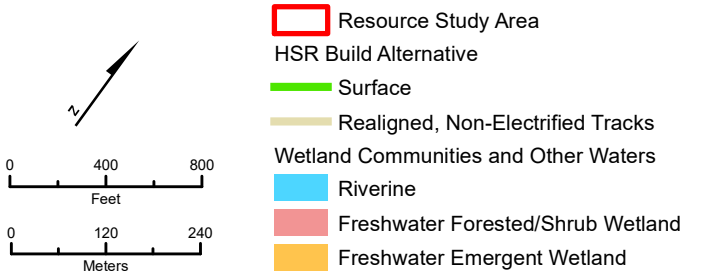 N
0 400 800
Feet
0 120 240
Meters
Resource Study Area
HSR Build Alternative
Surface
Realigned, Non-Electrified Tracks
Wetland Communities and Other Waters
Riverine
Freshwater Forested/Shrub Wetland
Freshwater Emergent Wetland